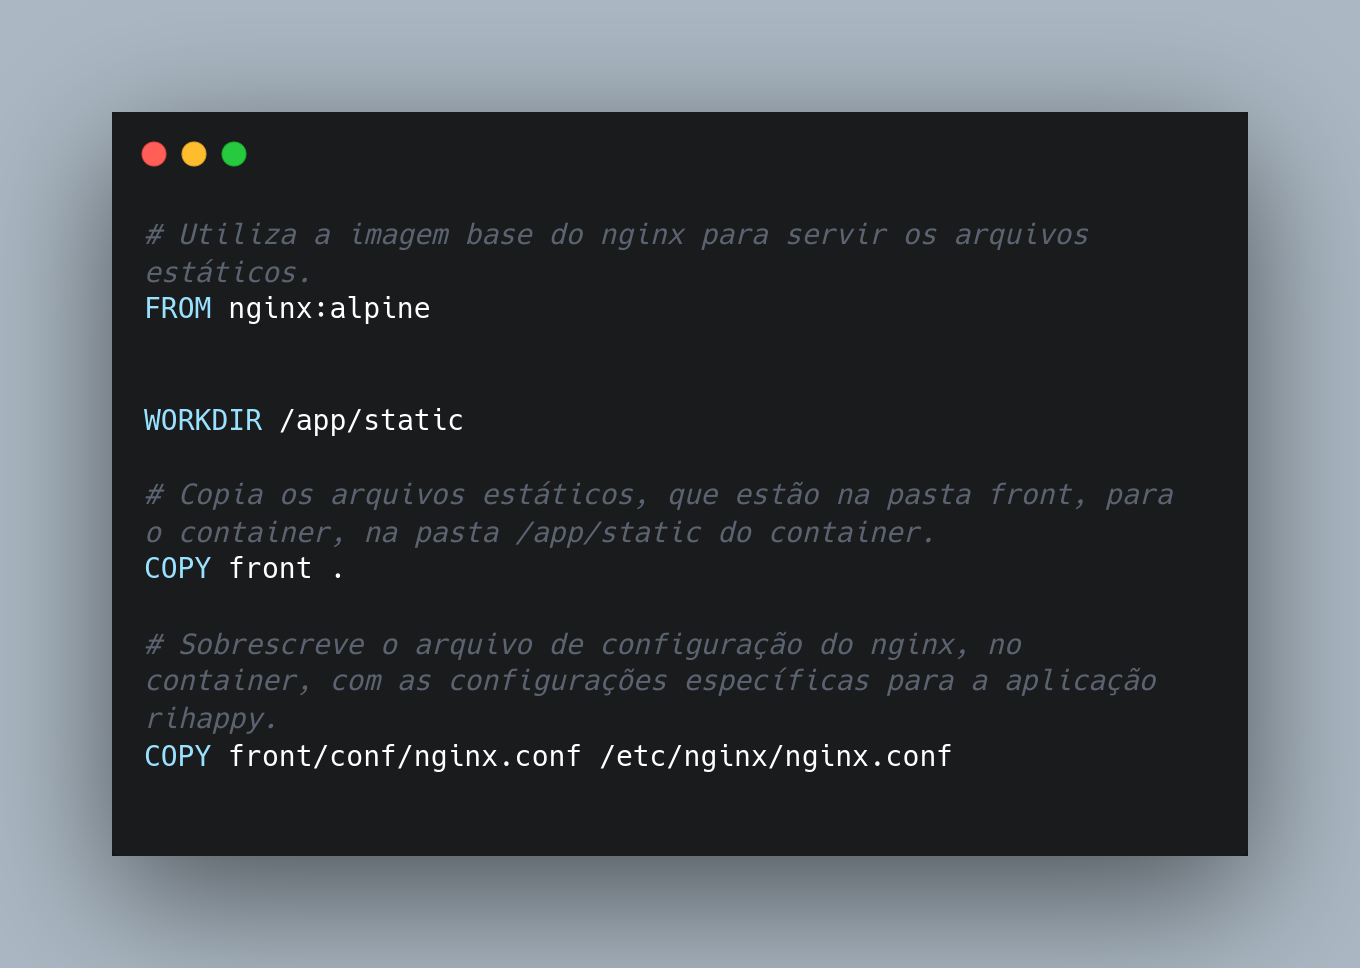 # Utiliza a imagem base do nginx para servir os arquivos
estáticos.
FROM nginx:alpine
WORKDIR /app/static
# Copia os arquivos estáticos, que estão na pasta front, para
o container, na pasta /app/static do container.
COPY front .
# Sobrescreve o arquivo de configuração do nginx, no
container, com as configurações específicas para a aplicação
rihappy.
COPY front/conf/nginx.conf /etc/nginx/nginx.conf